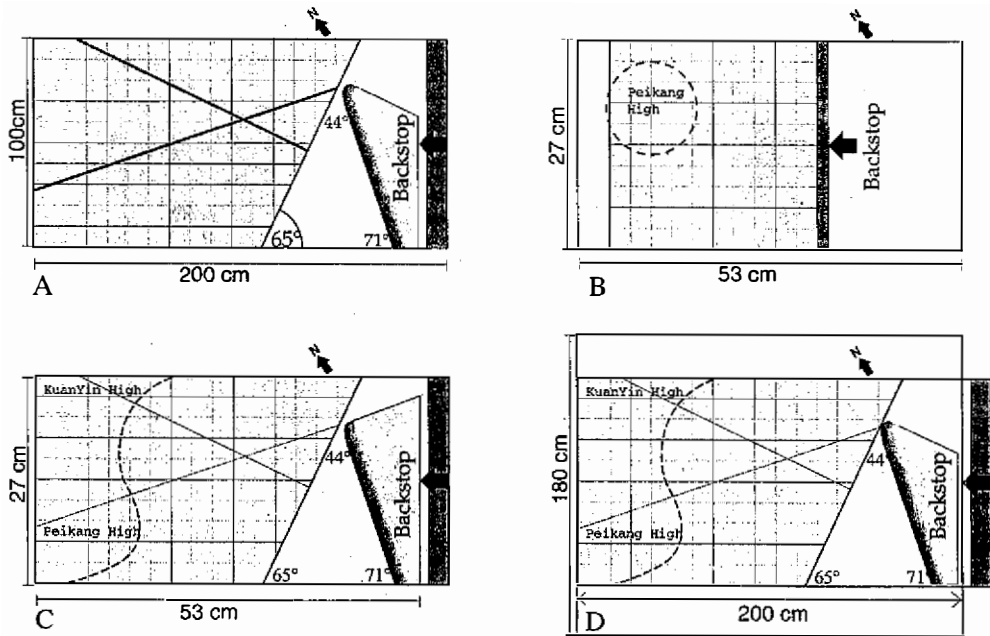 N
100cm
44°
Backstop
65°
71°
200 cm
A
N
27 cm
Peikang
High
Backstop
53 cm
B
N
27 cm
KuanYin High
44°
Backstop
Peikang High
65°
71°
53 cm
C
N
180 cm
KuanYin High
44
Backstop
Peikang High
65°
71°
200 cm
D